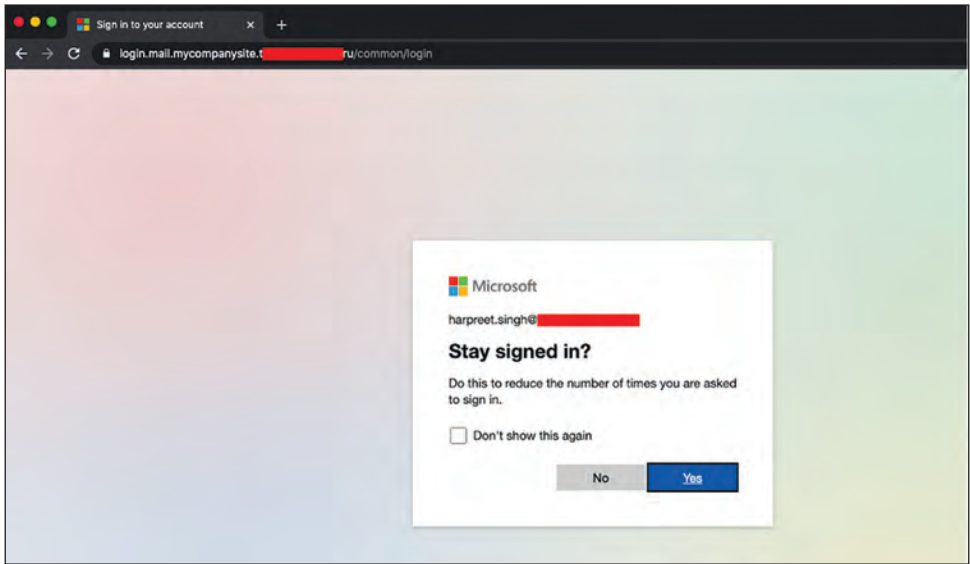 Sign in to your account
login.mail.mycompanysite.t ru/common/login
Microsoft
harpreet.singh@
Stay signed in?
Do this to reduce the number of times you are asked
to sign in.
Don't show this again
No
Yes